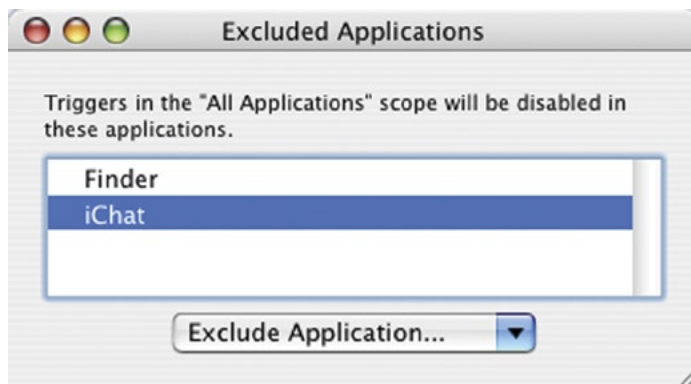 Excluded Applications
Triggers in the "All Applications" scope will be disabled in
these applications.
Finder
iChat
Exclude Application...